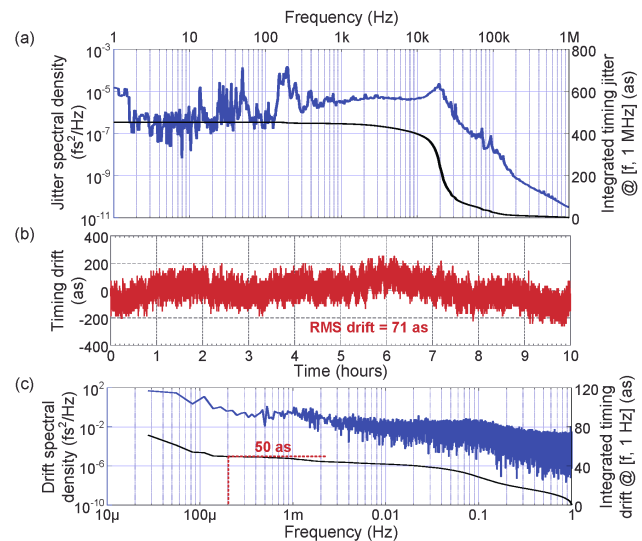 Frequency (Hz)
(a)
1 10 100 1k 10k 100k 1M
Jitter spectral density
(fs²/Hz)
10⁻³
10⁻⁵
10⁻⁷
10⁻⁹
10⁻¹¹
800
600
400
200
0
Integrated timing jitter
@ [f, 1 MHz] (as)
(b)
Timing drift
(as)
400
200
0
-200
-400
RMS drift = 71 as
0 1 2 3 4 5 6 7 8 9 10
Time (hours)
(c)
Drift spectral
density (fs²/Hz)
10²
10⁻²
10⁻⁶
10⁻¹⁰
50 as
120
80
40
0
Integrated timing
drift @ [f, 1 Hz] (as)
10µ 100µ 1m 0.01 0.1 1
Frequency (Hz)